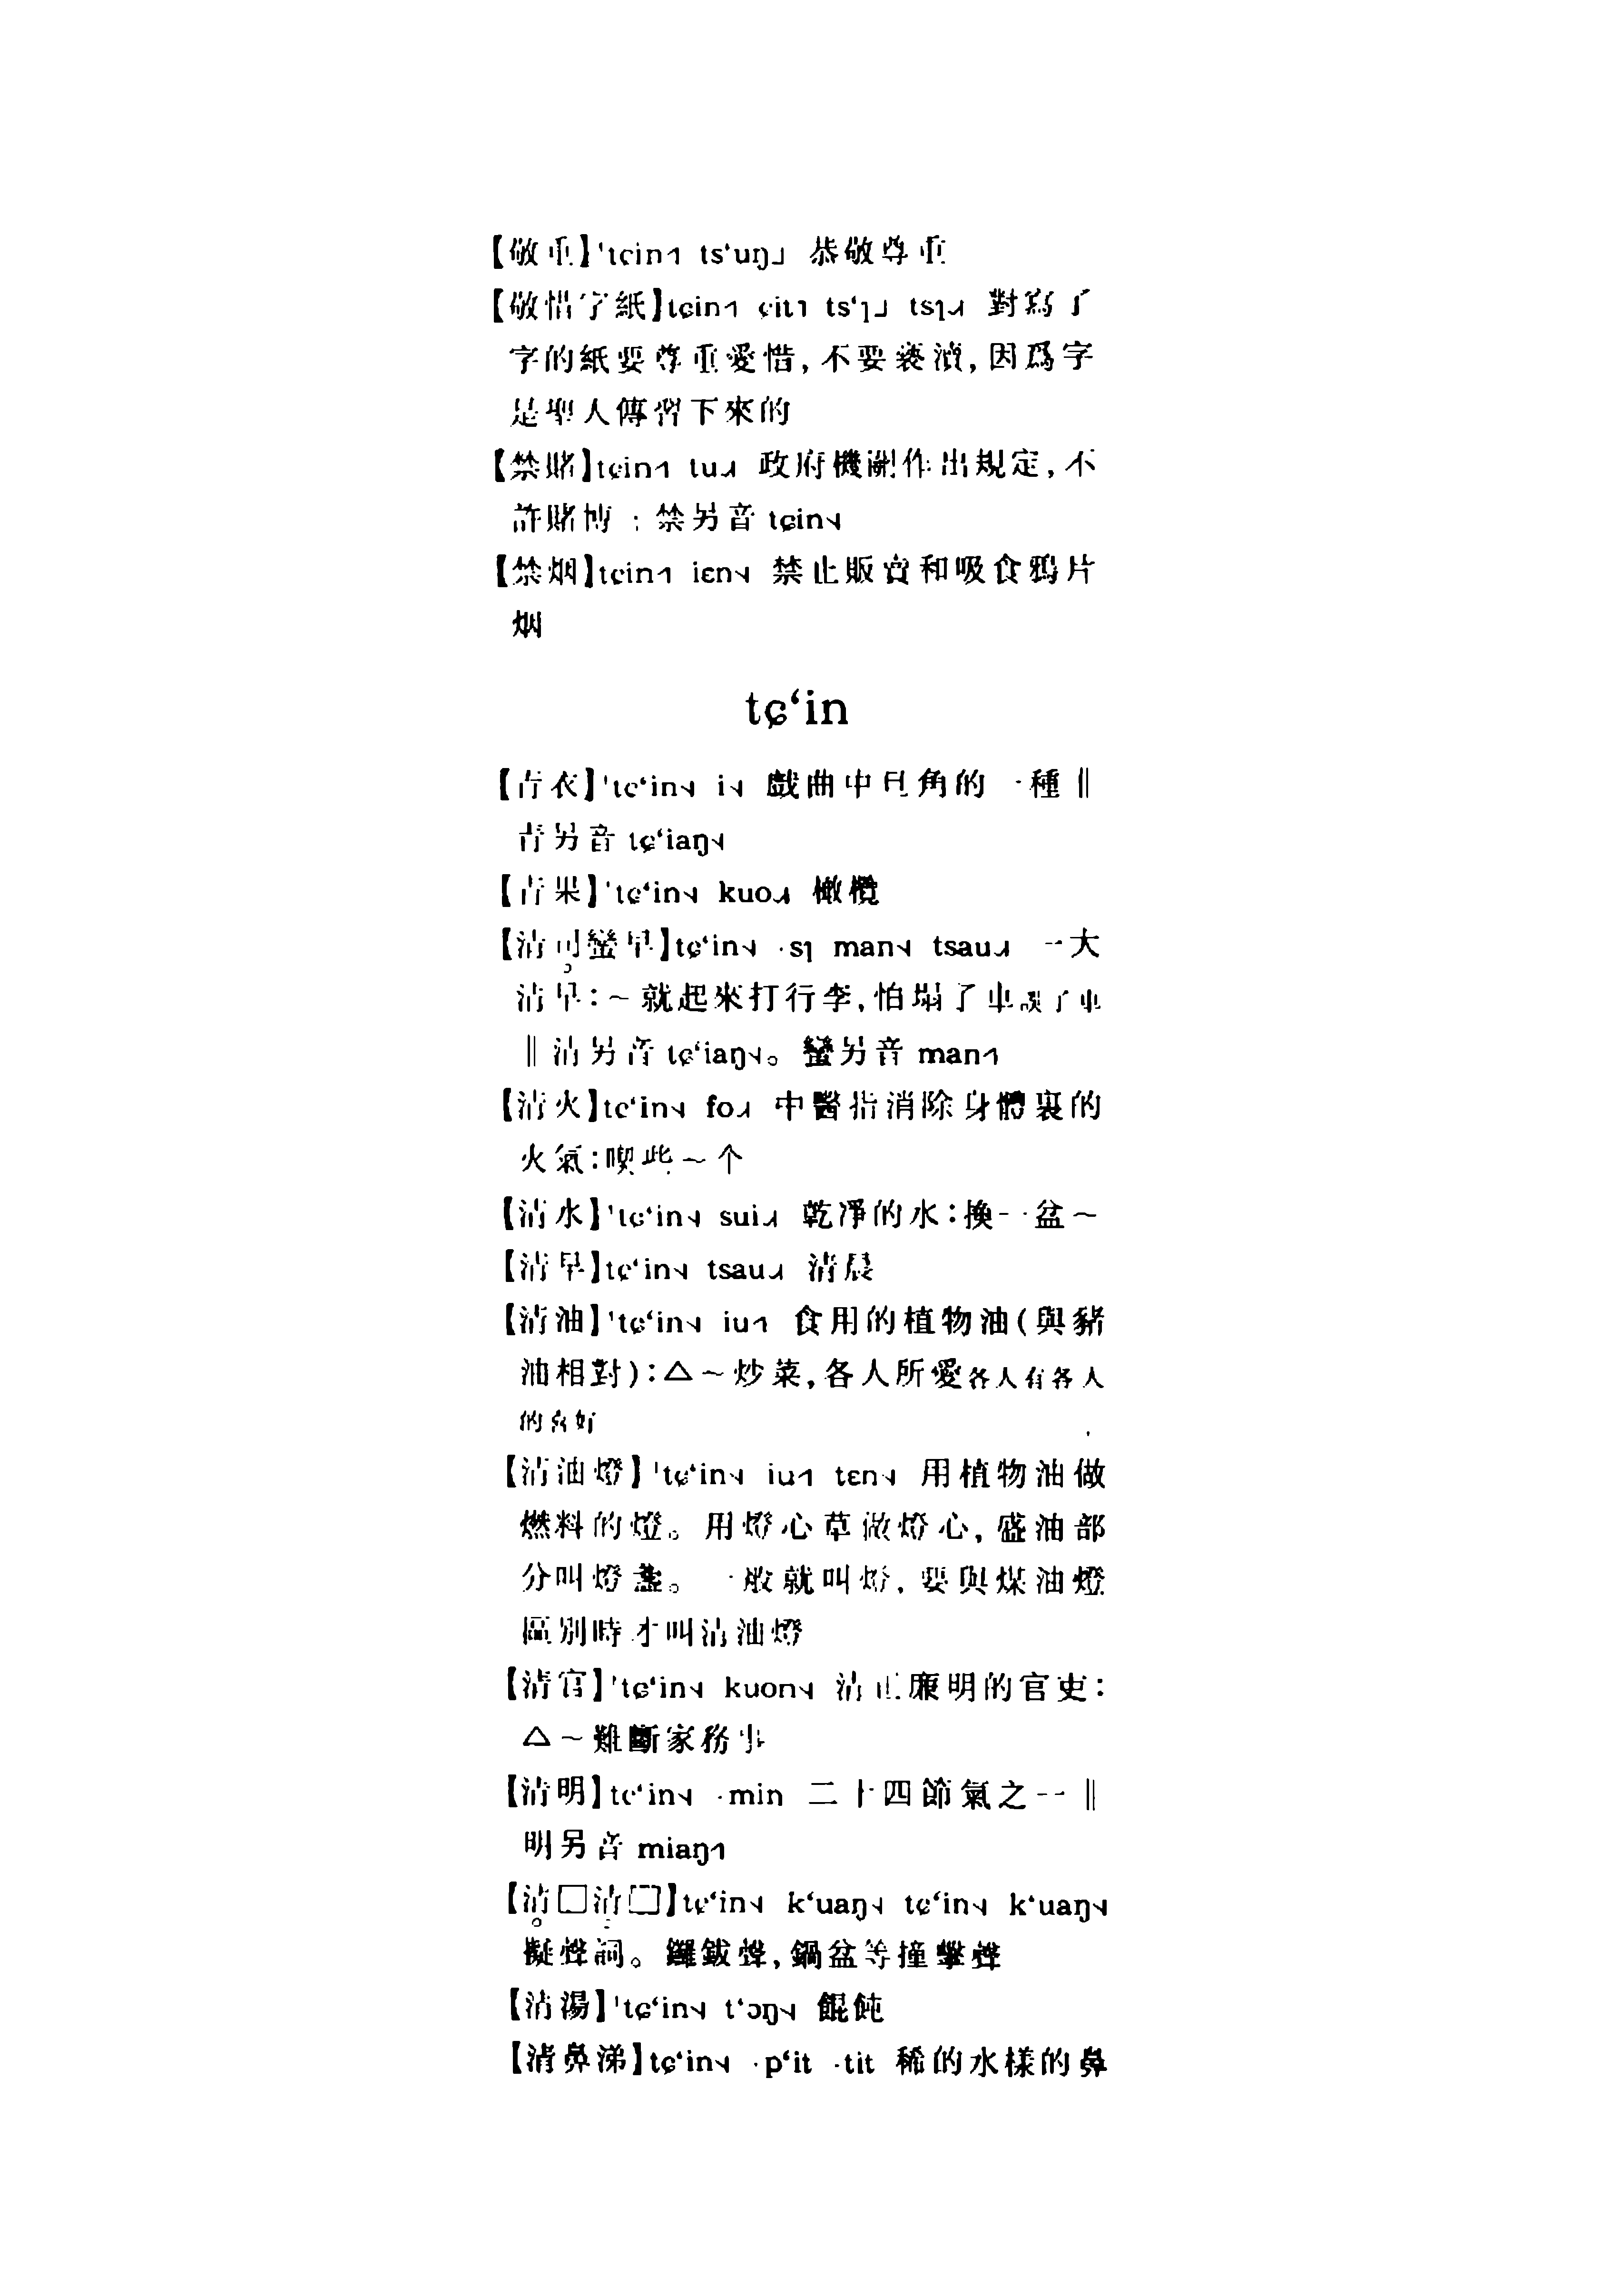 【敬重】'tɕin˧˥ ts‘uŋ˩ 恭敬尊重
【敬惜字紙】tɕin˧˥ ɕit˥ ts‘ɿ˩ tsɿ˨˩˧ 對寫了
字的紙要尊重愛惜,不要褻瀆,因爲字
是聖人傳習下來的
【禁賭】tɕin˧˥ tu˨˩˧ 政府機關作出規定,不
許賭博 ‖ 禁另音 tɕin˦˨
【禁烟】tɕin˧˥ iɛn˦˨ 禁止販賣和吸食鴉片
烟
tɕ‘in
【青衣】'tɕ‘in˦˨ i˦˨ 戲曲中旦角的一種 ‖
青另音 tɕ‘iaŋ˦˨
【青果】'tɕ‘in˦˨ kuo˨˩˧ 橄欖
【清司蠻早】tɕ‘in˦˨ ·sɿ man˦˨ tsau˨˩˧ 一大
清早:～就起來打行李,怕塌了車誤了車
‖ 清另音 tɕ‘iaŋ˦˨。蠻另音 man˧˥
【清火】tɕ‘in˦˨ fo˨˩˧ 中醫指消除身體裏的
火氣:喫些～个
【清水】'tɕ‘in˦˨ sui˨˩˧ 乾凈的水:換一盆～
【清早】tɕ‘in˦˨ tsau˨˩˧ 清晨
【清油】'tɕ‘in˦˨ iu˧˥ 食用的植物油(與豬
油相對):△～炒菜,各人所愛各人有各人
的喜好
【清油燈】'tɕ‘in˦˨ iu˧˥ tɛn˦˨ 用植物油做
燃料的燈。用燈心草做燈心,盛油部
分叫燈盞。一般就叫燈,要與煤油燈
區別時才叫清油燈
【清官】'tɕ‘in˦˨ kuon˦˨ 清正廉明的官吏:
△～難斷家務事
【清明】tɕ‘in˦˨ ·min 二十四節氣之一 ‖
明另音 miaŋ˧˥
【清□清□】tɕ‘in˦˨ k‘uaŋ˦˨ tɕ‘in˦˨ k‘uaŋ˦˨
擬聲詞。鑼鈸聲,鍋盆等撞擊聲
【清湯】'tɕ‘in˦˨ t‘ɔŋ˦˨ 餛飩
【清鼻涕】tɕ‘in˦˨ ·p‘it ·tit 稀的水樣的鼻